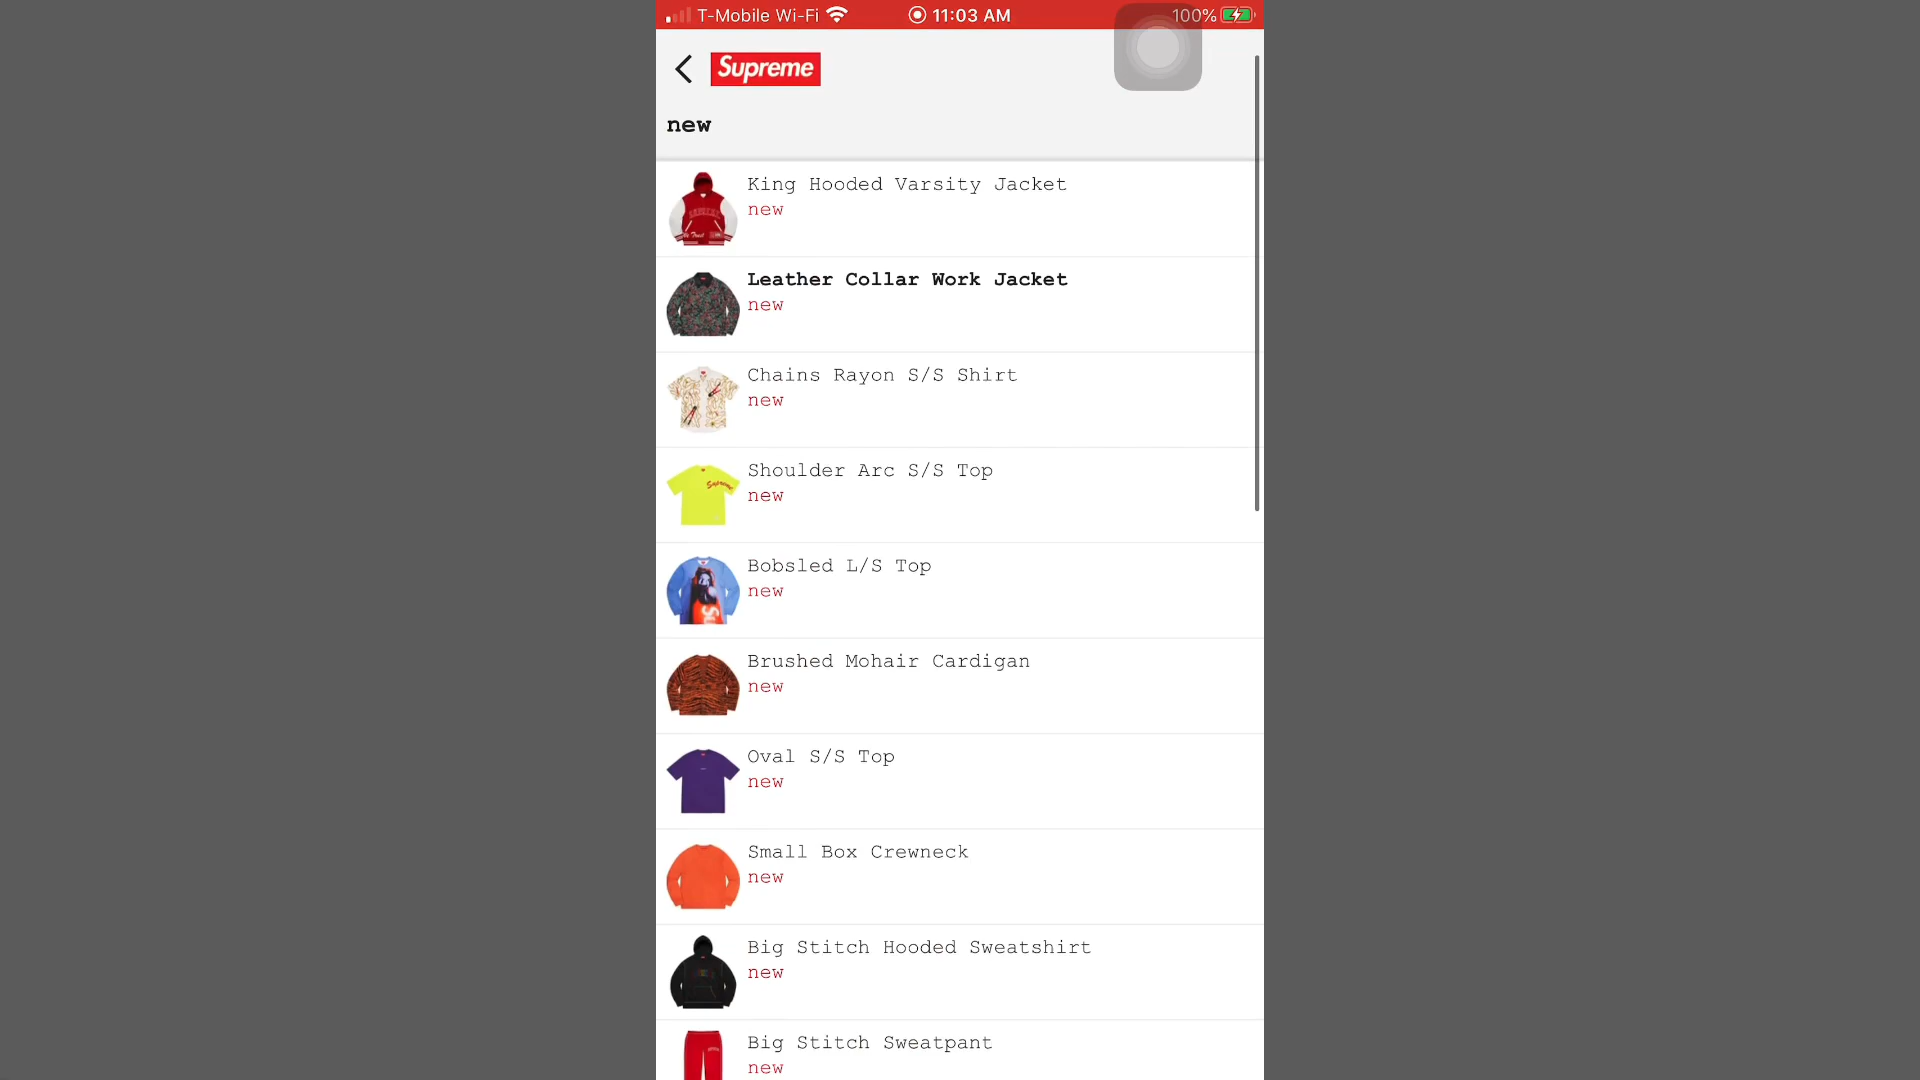 T-Mobile Wi-Fi 11:03 AM 100%
Supreme
new
King Hooded Varsity Jacket
new
Leather Collar Work Jacket
new
Chains Rayon S/S Shirt
new
Shoulder Arc S/S Top
new
Bobsled L/S Top
new
Brushed Mohair Cardigan
new
Oval S/S Top
new
Small Box Crewneck
new
Big Stitch Hooded Sweatshirt
new
Big Stitch Sweatpant
new